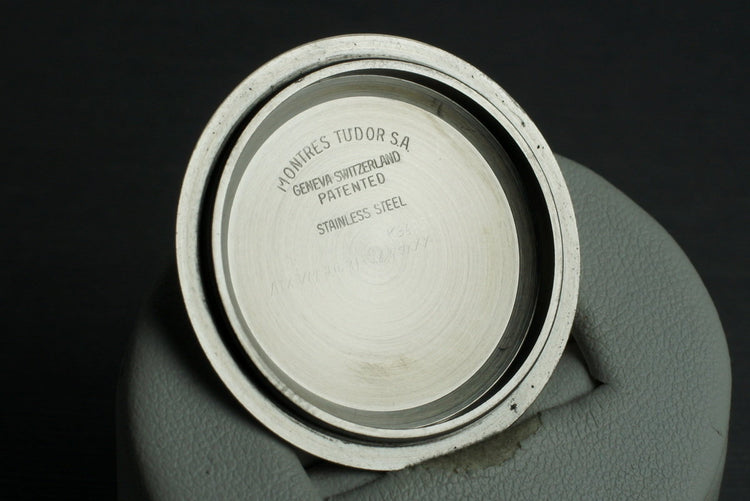 MONTRES TUDOR S.A.
GENEVA-SWITZERLAND
PATENTED
STAINLESS STEEL